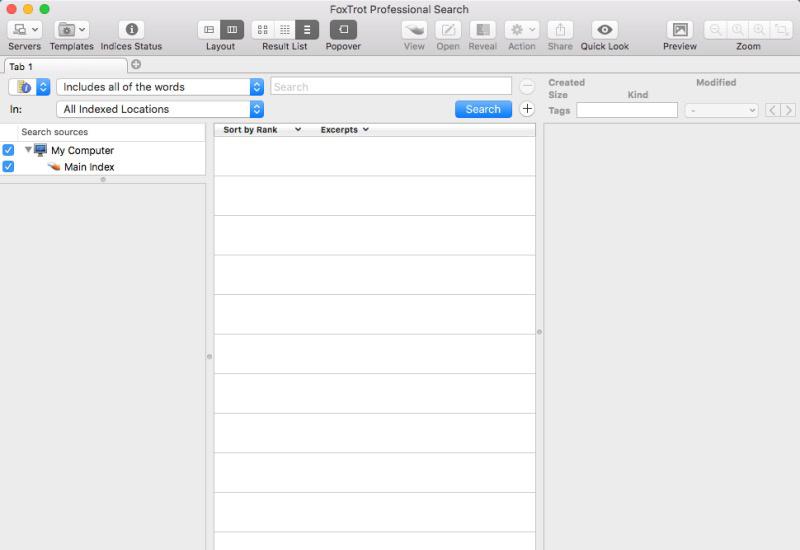 FoxTrot Professional Search
Servers Templates Indices Status Layout Result List Popover View Open Reveal Action Share Quick Look Preview Zoom
Tab 1
Includes all of the words Search Created Modified
Size Kind
In: All Indexed Locations Search Tags -
Search sources Sort by Rank Excerpts
My Computer
Main Index